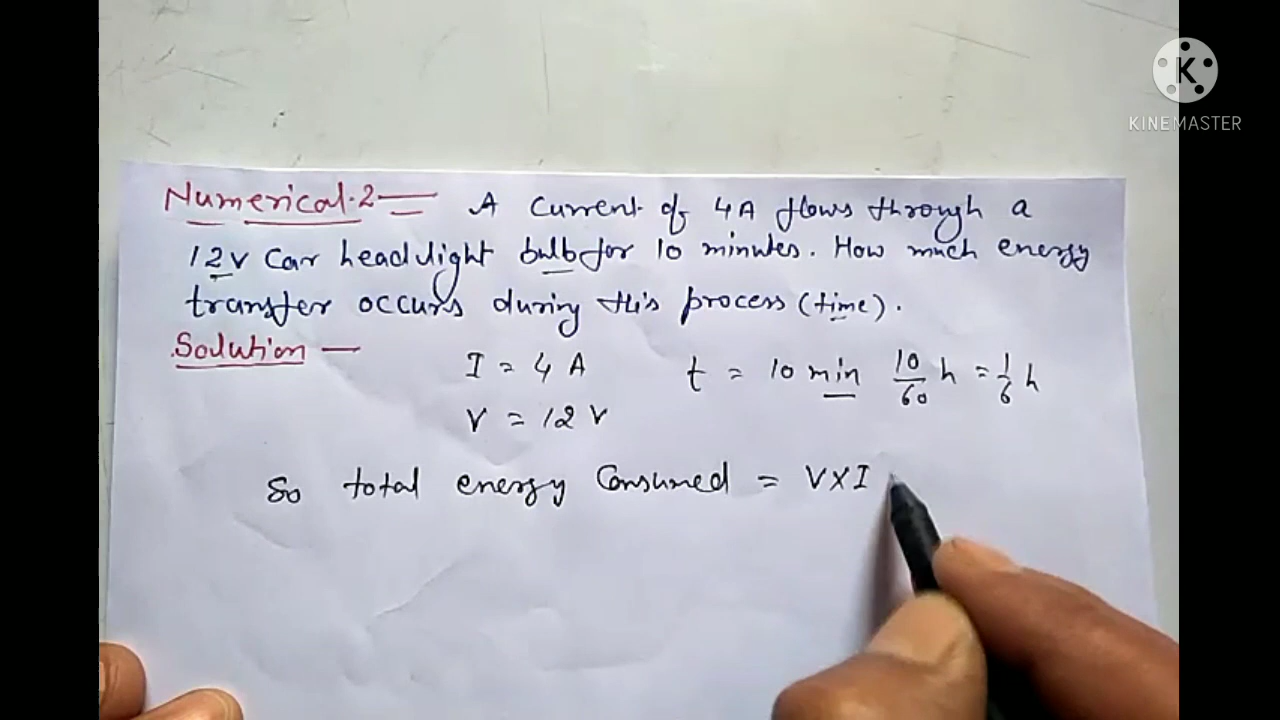 K
KINEMASTER
Numerical.2 — A Current of 4A flows through a
12V Car headlight bulb for 10 minutes. How much energy
transfer occurs during this process (time).
Solution —
I = 4 A t = 10 min 10/60 h = 1/6 h
V = 12 V
So total energy Consumed = V X I